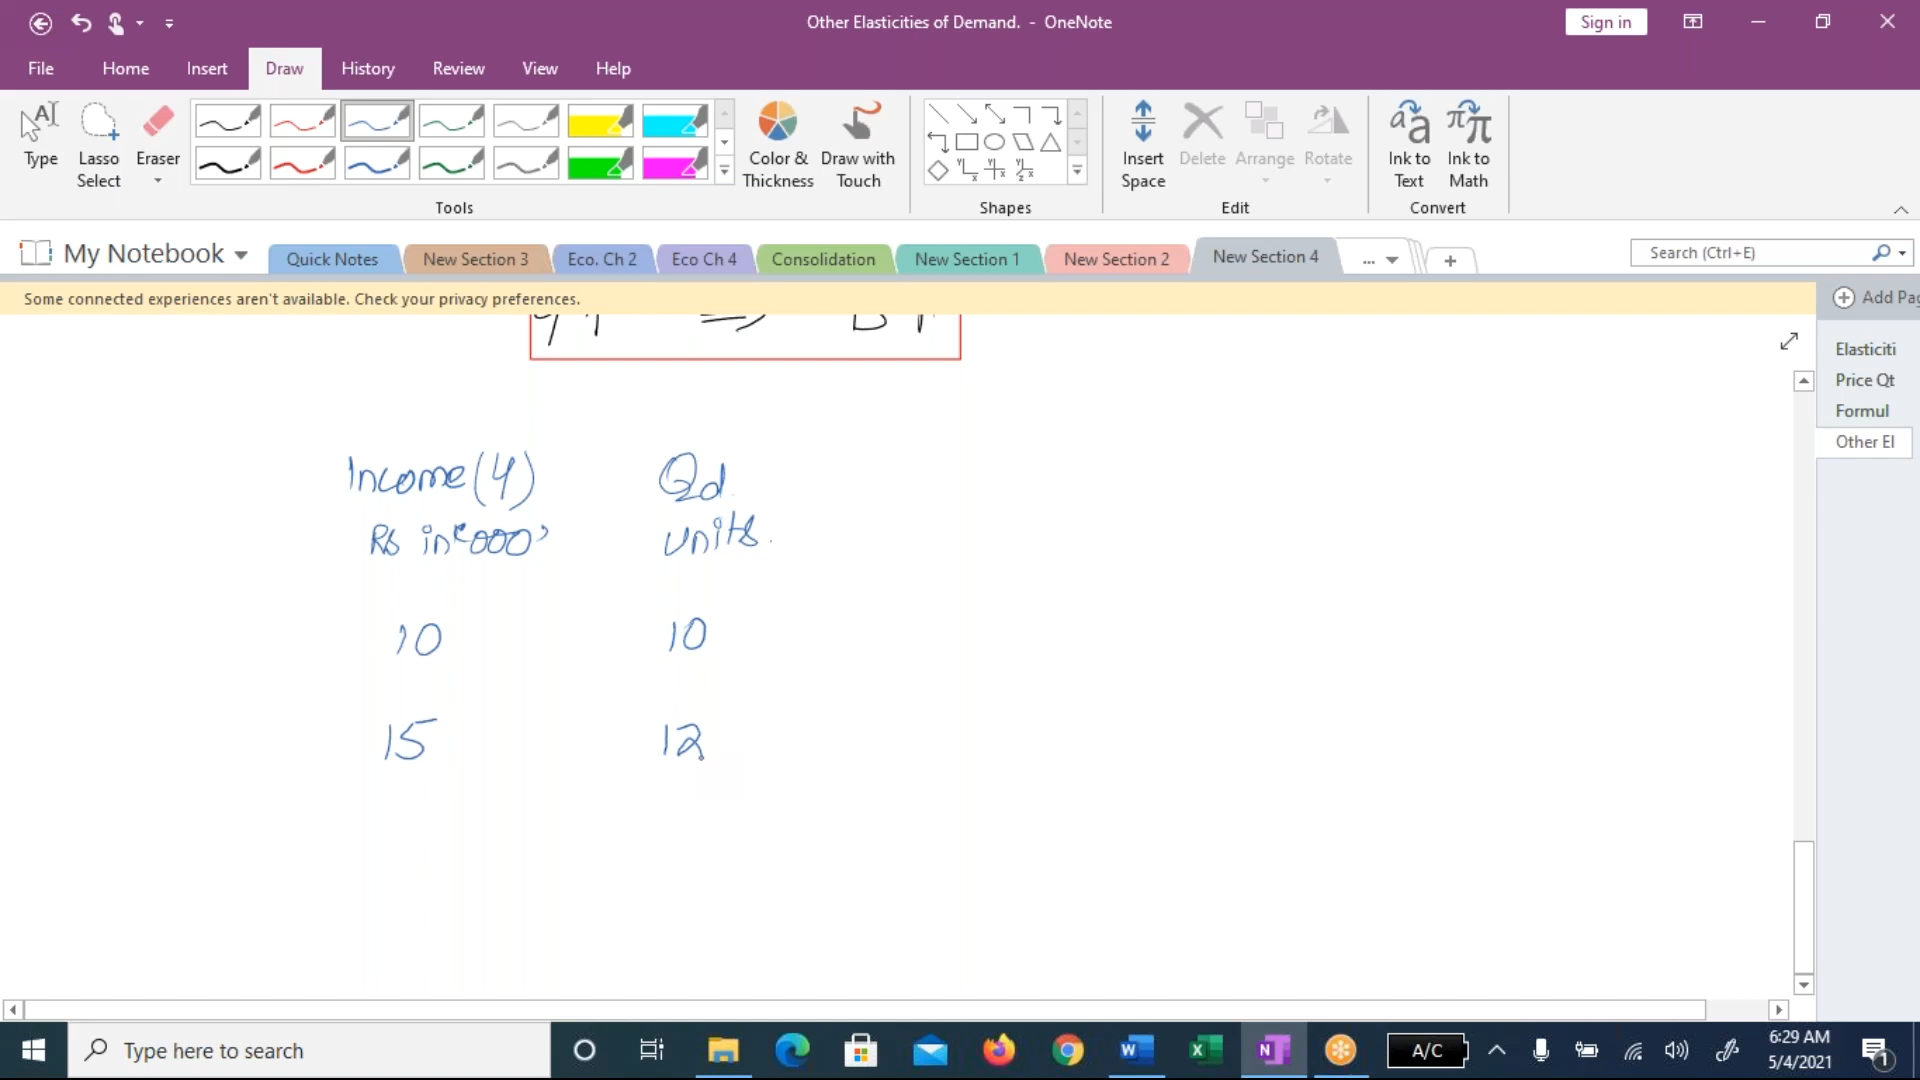 Other Elasticities of Demand. - OneNote
Sign in
File Home Insert Draw History Review View Help
Type
Lasso Select
Eraser
Color & Thickness
Draw with Touch
Insert Space
Delete
Arrange
Rotate
Ink to Text
Ink to Math
Tools
Shapes
Edit
Convert
My Notebook
Quick Notes
New Section 3
Eco. Ch 2
Eco Ch 4
Consolidation
New Section 1
New Section 2
New Section 4
...
Search (Ctrl+E)
Some connected experiences aren't available. Check your privacy preferences.
Add Pag
Elasticiti
Price Qt
Formul
Other El
Income (Y) Qd.
Rs in '000' Units.
10 10
15 12
Type here to search
A/C
6:29 AM
5/4/2021
1